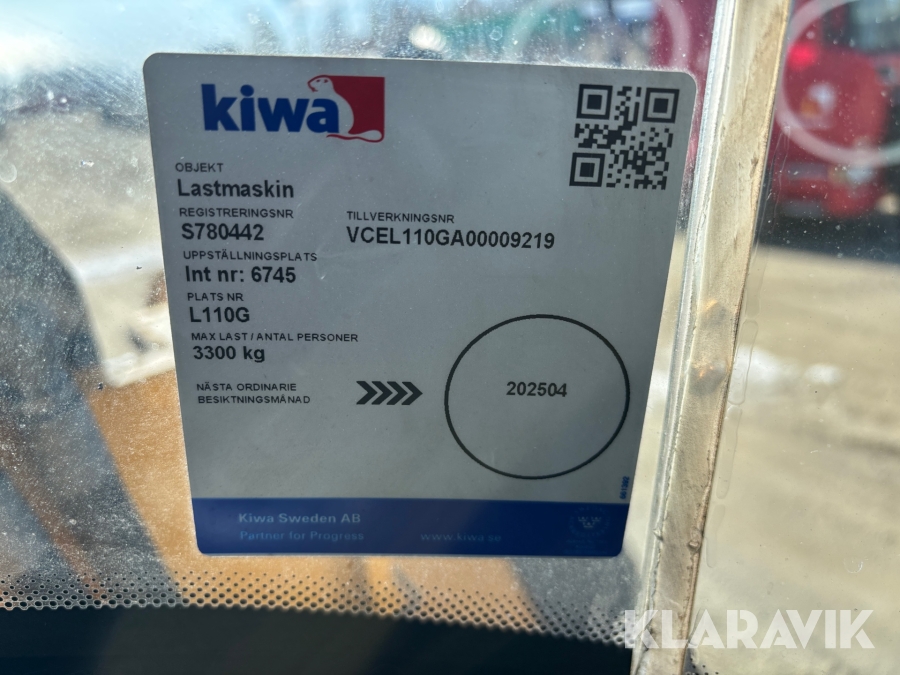 kiwa
OBJEKT
Lastmaskin
REGISTRERINGSNR
S780442
TILLVERKNINGSNR
VCEL110GA00009219
UPPSTÄLLNINGSPLATS
Int nr: 6745
PLATS NR
L110G
MAX LAST / ANTAL PERSONER
3300 kg
NÄSTA ORDINARIE
BESIKTNINGSMÅNAD
202504
Kiwa Sweden AB
Partner for Progress
www.kiwa.se
KLARAVIK